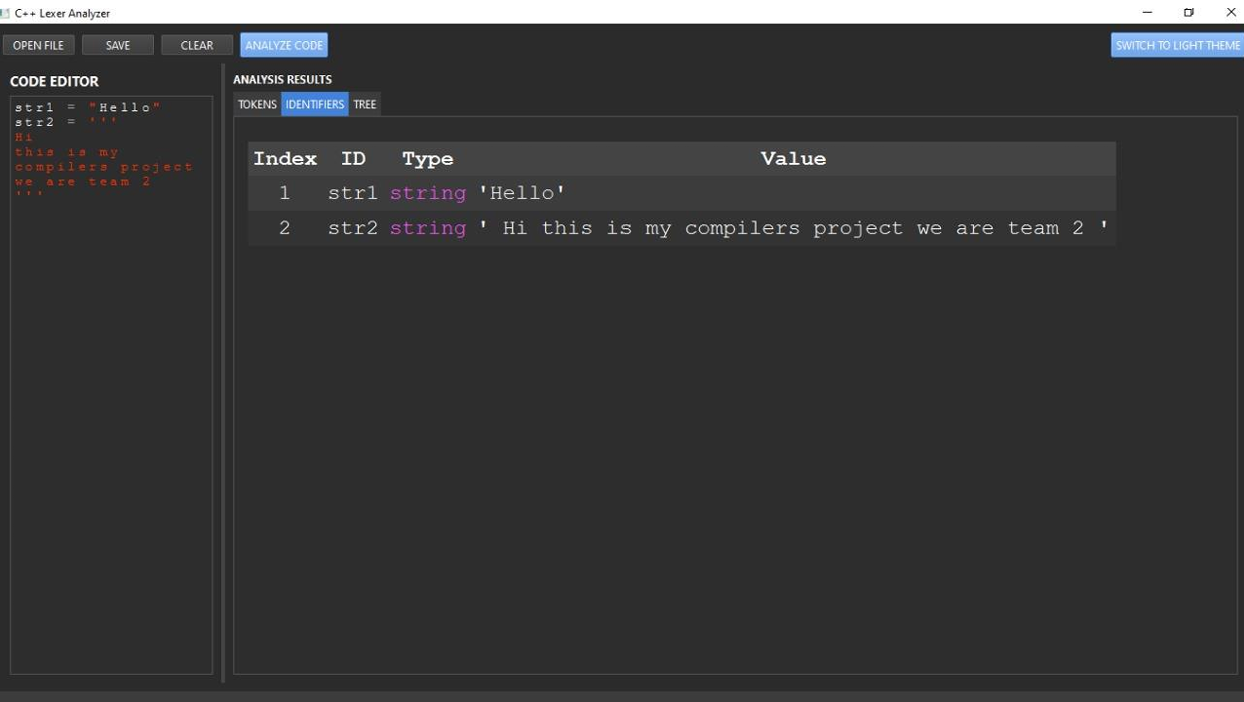 C++ Lexer Analyzer
OPEN FILE SAVE CLEAR ANALYZE CODE SWITCH TO LIGHT THEME
CODE EDITOR
str1 = "Hello"
str2 = '''
Hi
this is my
compilers project
we are team 2
'''
ANALYSIS RESULTS
TOKENS IDENTIFIERS TREE
Index ID Type Value
1 str1 string 'Hello'
2 str2 string ' Hi this is my compilers project we are team 2 '